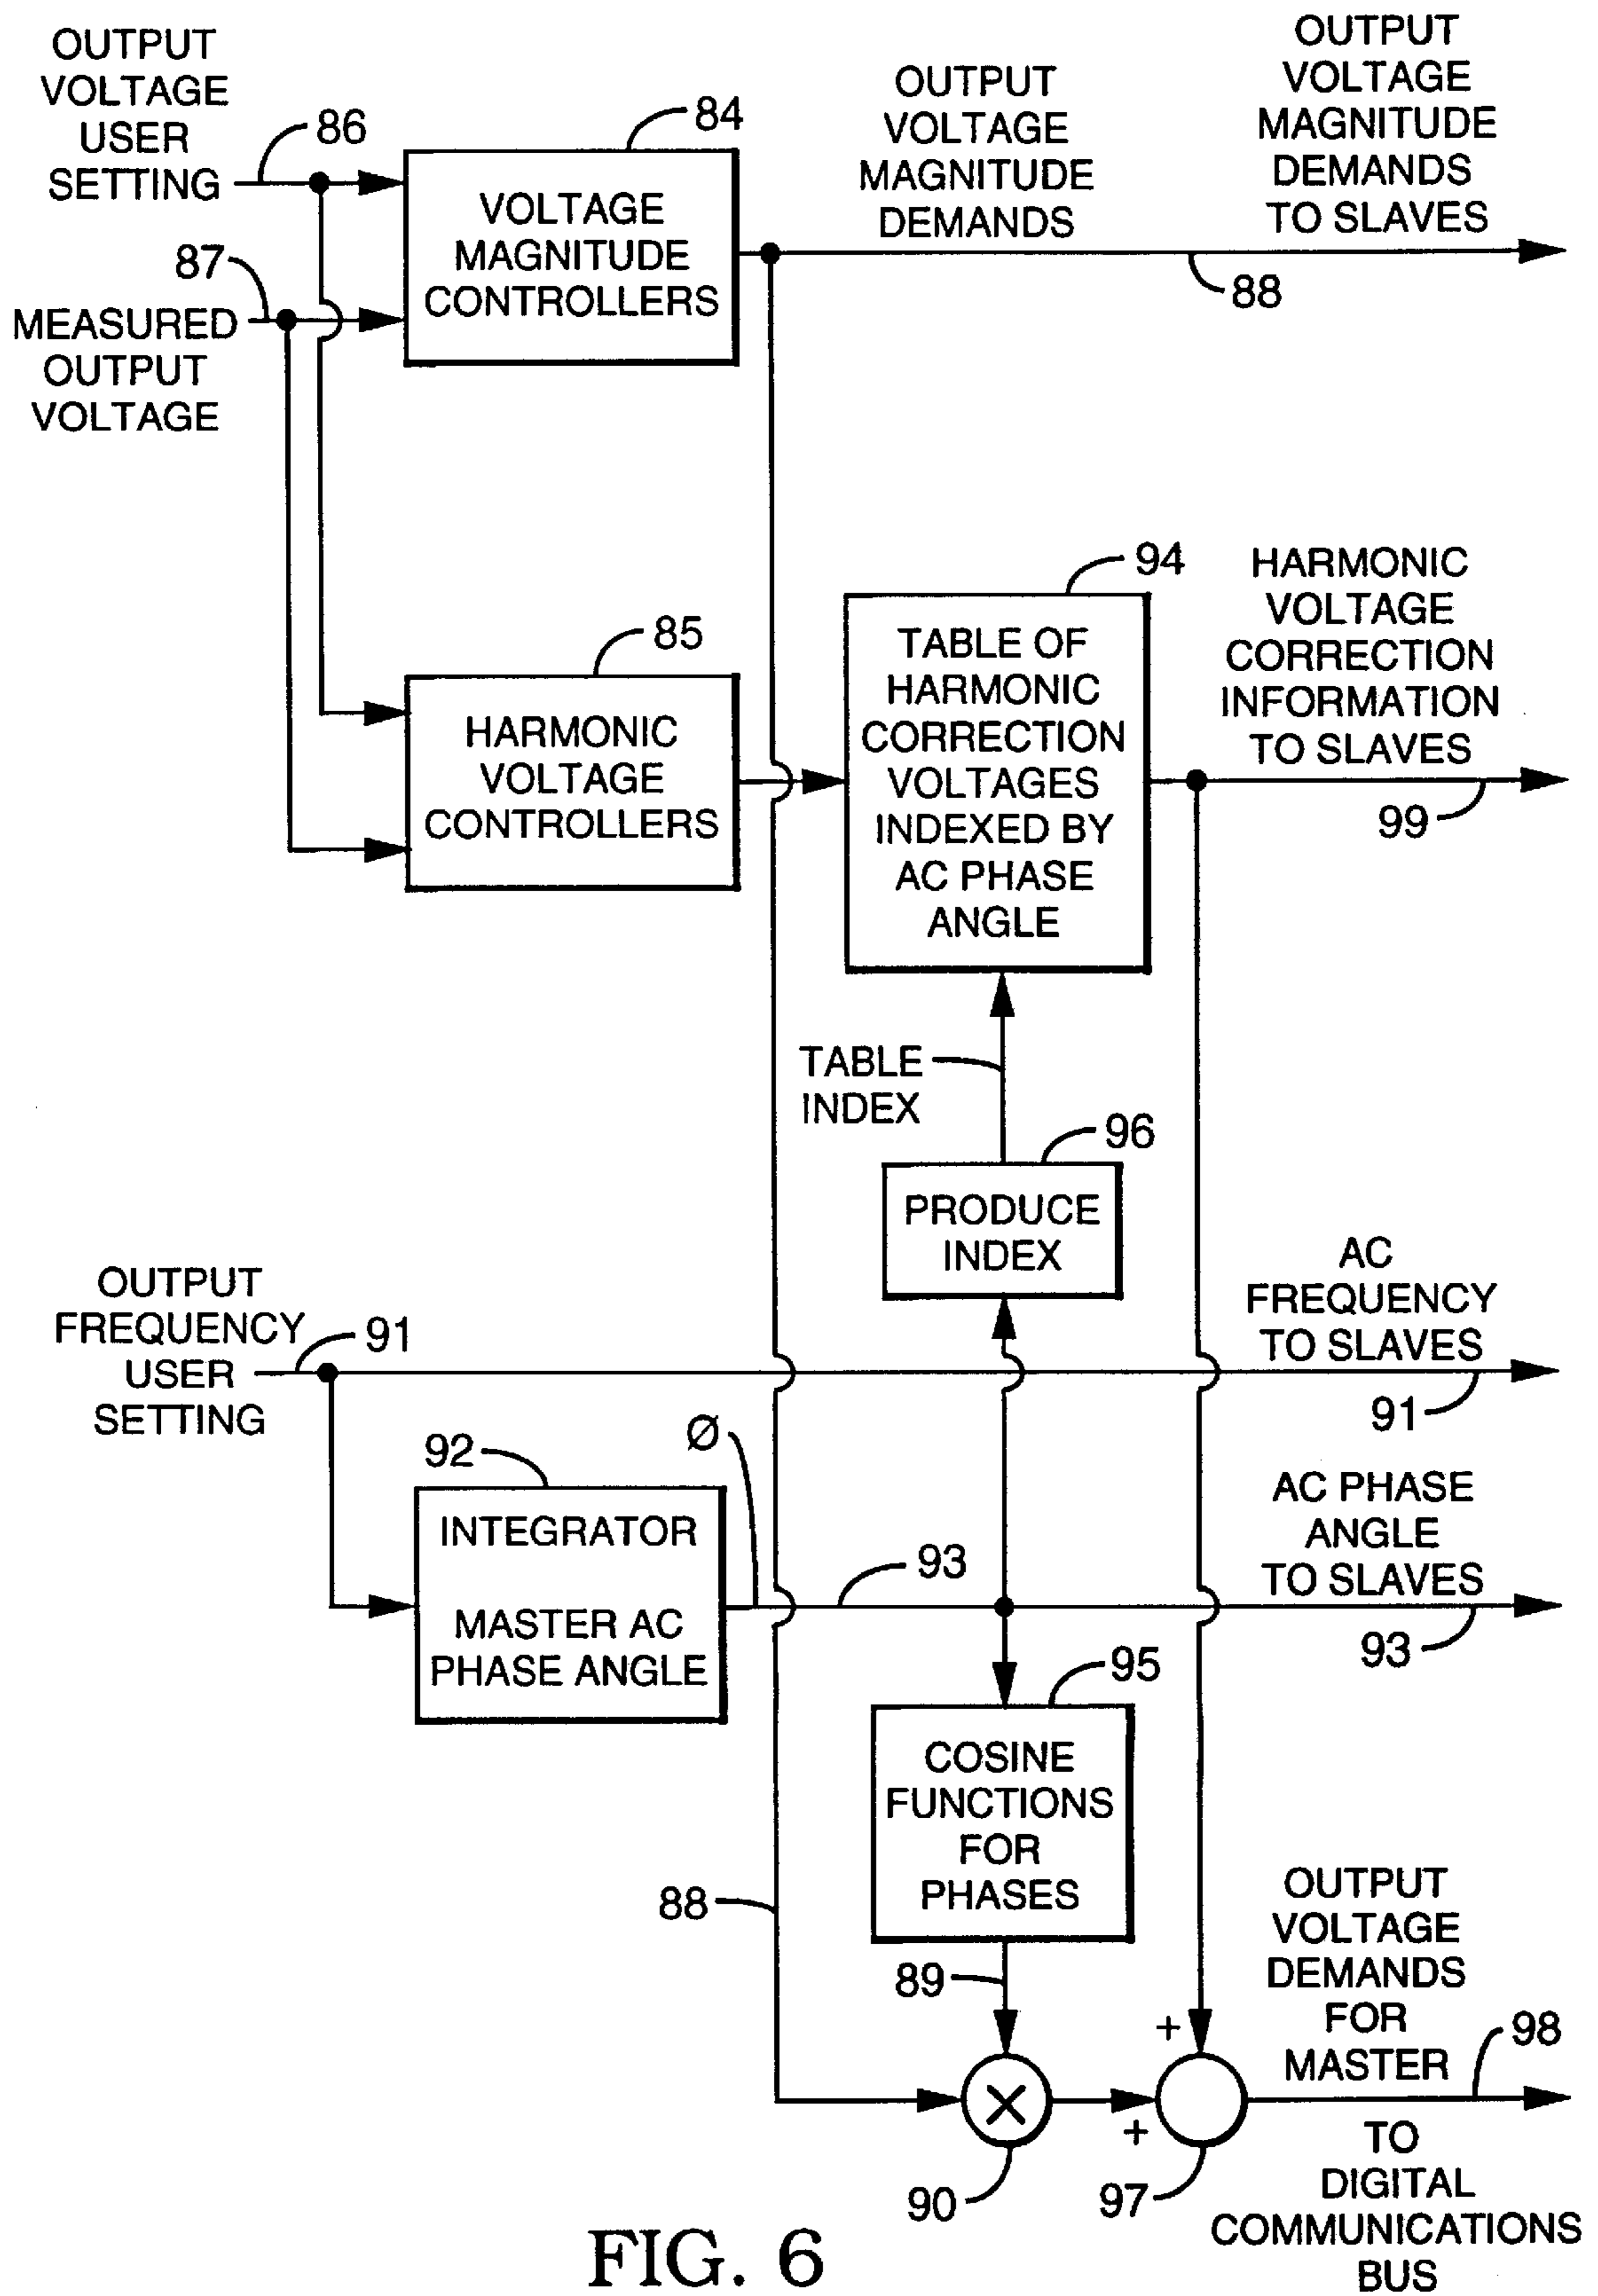 OUTPUT
VOLTAGE
USER
SETTING
86
84
OUTPUT
VOLTAGE
MAGNITUDE
DEMANDS
OUTPUT
VOLTAGE
MAGNITUDE
DEMANDS
TO SLAVES
VOLTAGE
MAGNITUDE
CONTROLLERS
87
MEASURED
OUTPUT
VOLTAGE
88
94
HARMONIC
VOLTAGE
CORRECTION
INFORMATION
TO SLAVES
85
TABLE OF
HARMONIC
CORRECTION
VOLTAGES
INDEXED BY
AC PHASE
ANGLE
HARMONIC
VOLTAGE
CONTROLLERS
99
TABLE
INDEX
96
PRODUCE
INDEX
OUTPUT
FREQUENCY
USER
SETTING
91
AC
FREQUENCY
TO SLAVES
91
92
Ø
INTEGRATOR
MASTER AC
PHASE ANGLE
93
AC PHASE
ANGLE
TO SLAVES
93
95
COSINE
FUNCTIONS
FOR
PHASES
88
89
OUTPUT
VOLTAGE
DEMANDS
FOR
MASTER
98
+
×
+
90
97
TO
DIGITAL
COMMUNICATIONS
BUS
FIG. 6